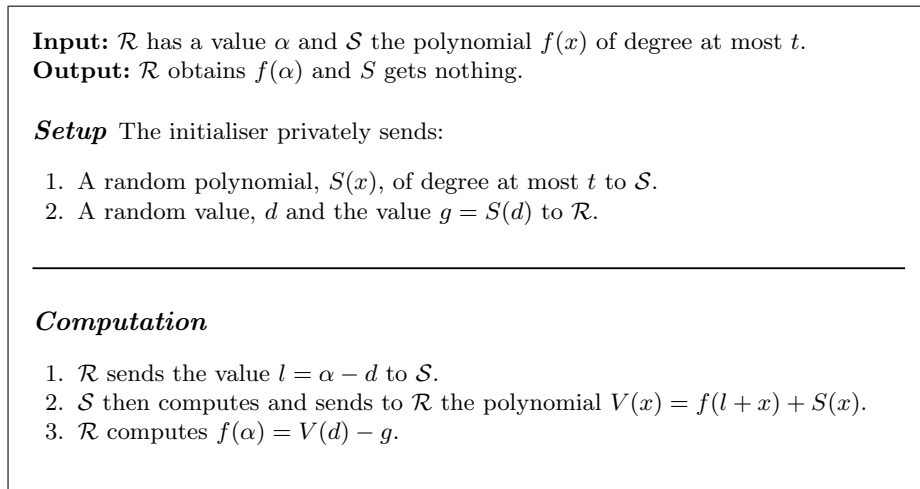 Input: 𝓡 has a value α and 𝓢 the polynomial f(x) of degree at most t.
Output: 𝓡 obtains f(α) and S gets nothing.
Setup The initialiser privately sends:
1. A random polynomial, S(x), of degree at most t to 𝓢.
2. A random value, d and the value g = S(d) to 𝓡.
Computation
1. 𝓡 sends the value l = α − d to 𝓢.
2. 𝓢 then computes and sends to 𝓡 the polynomial V(x) = f(l + x) + S(x).
3. 𝓡 computes f(α) = V(d) − g.